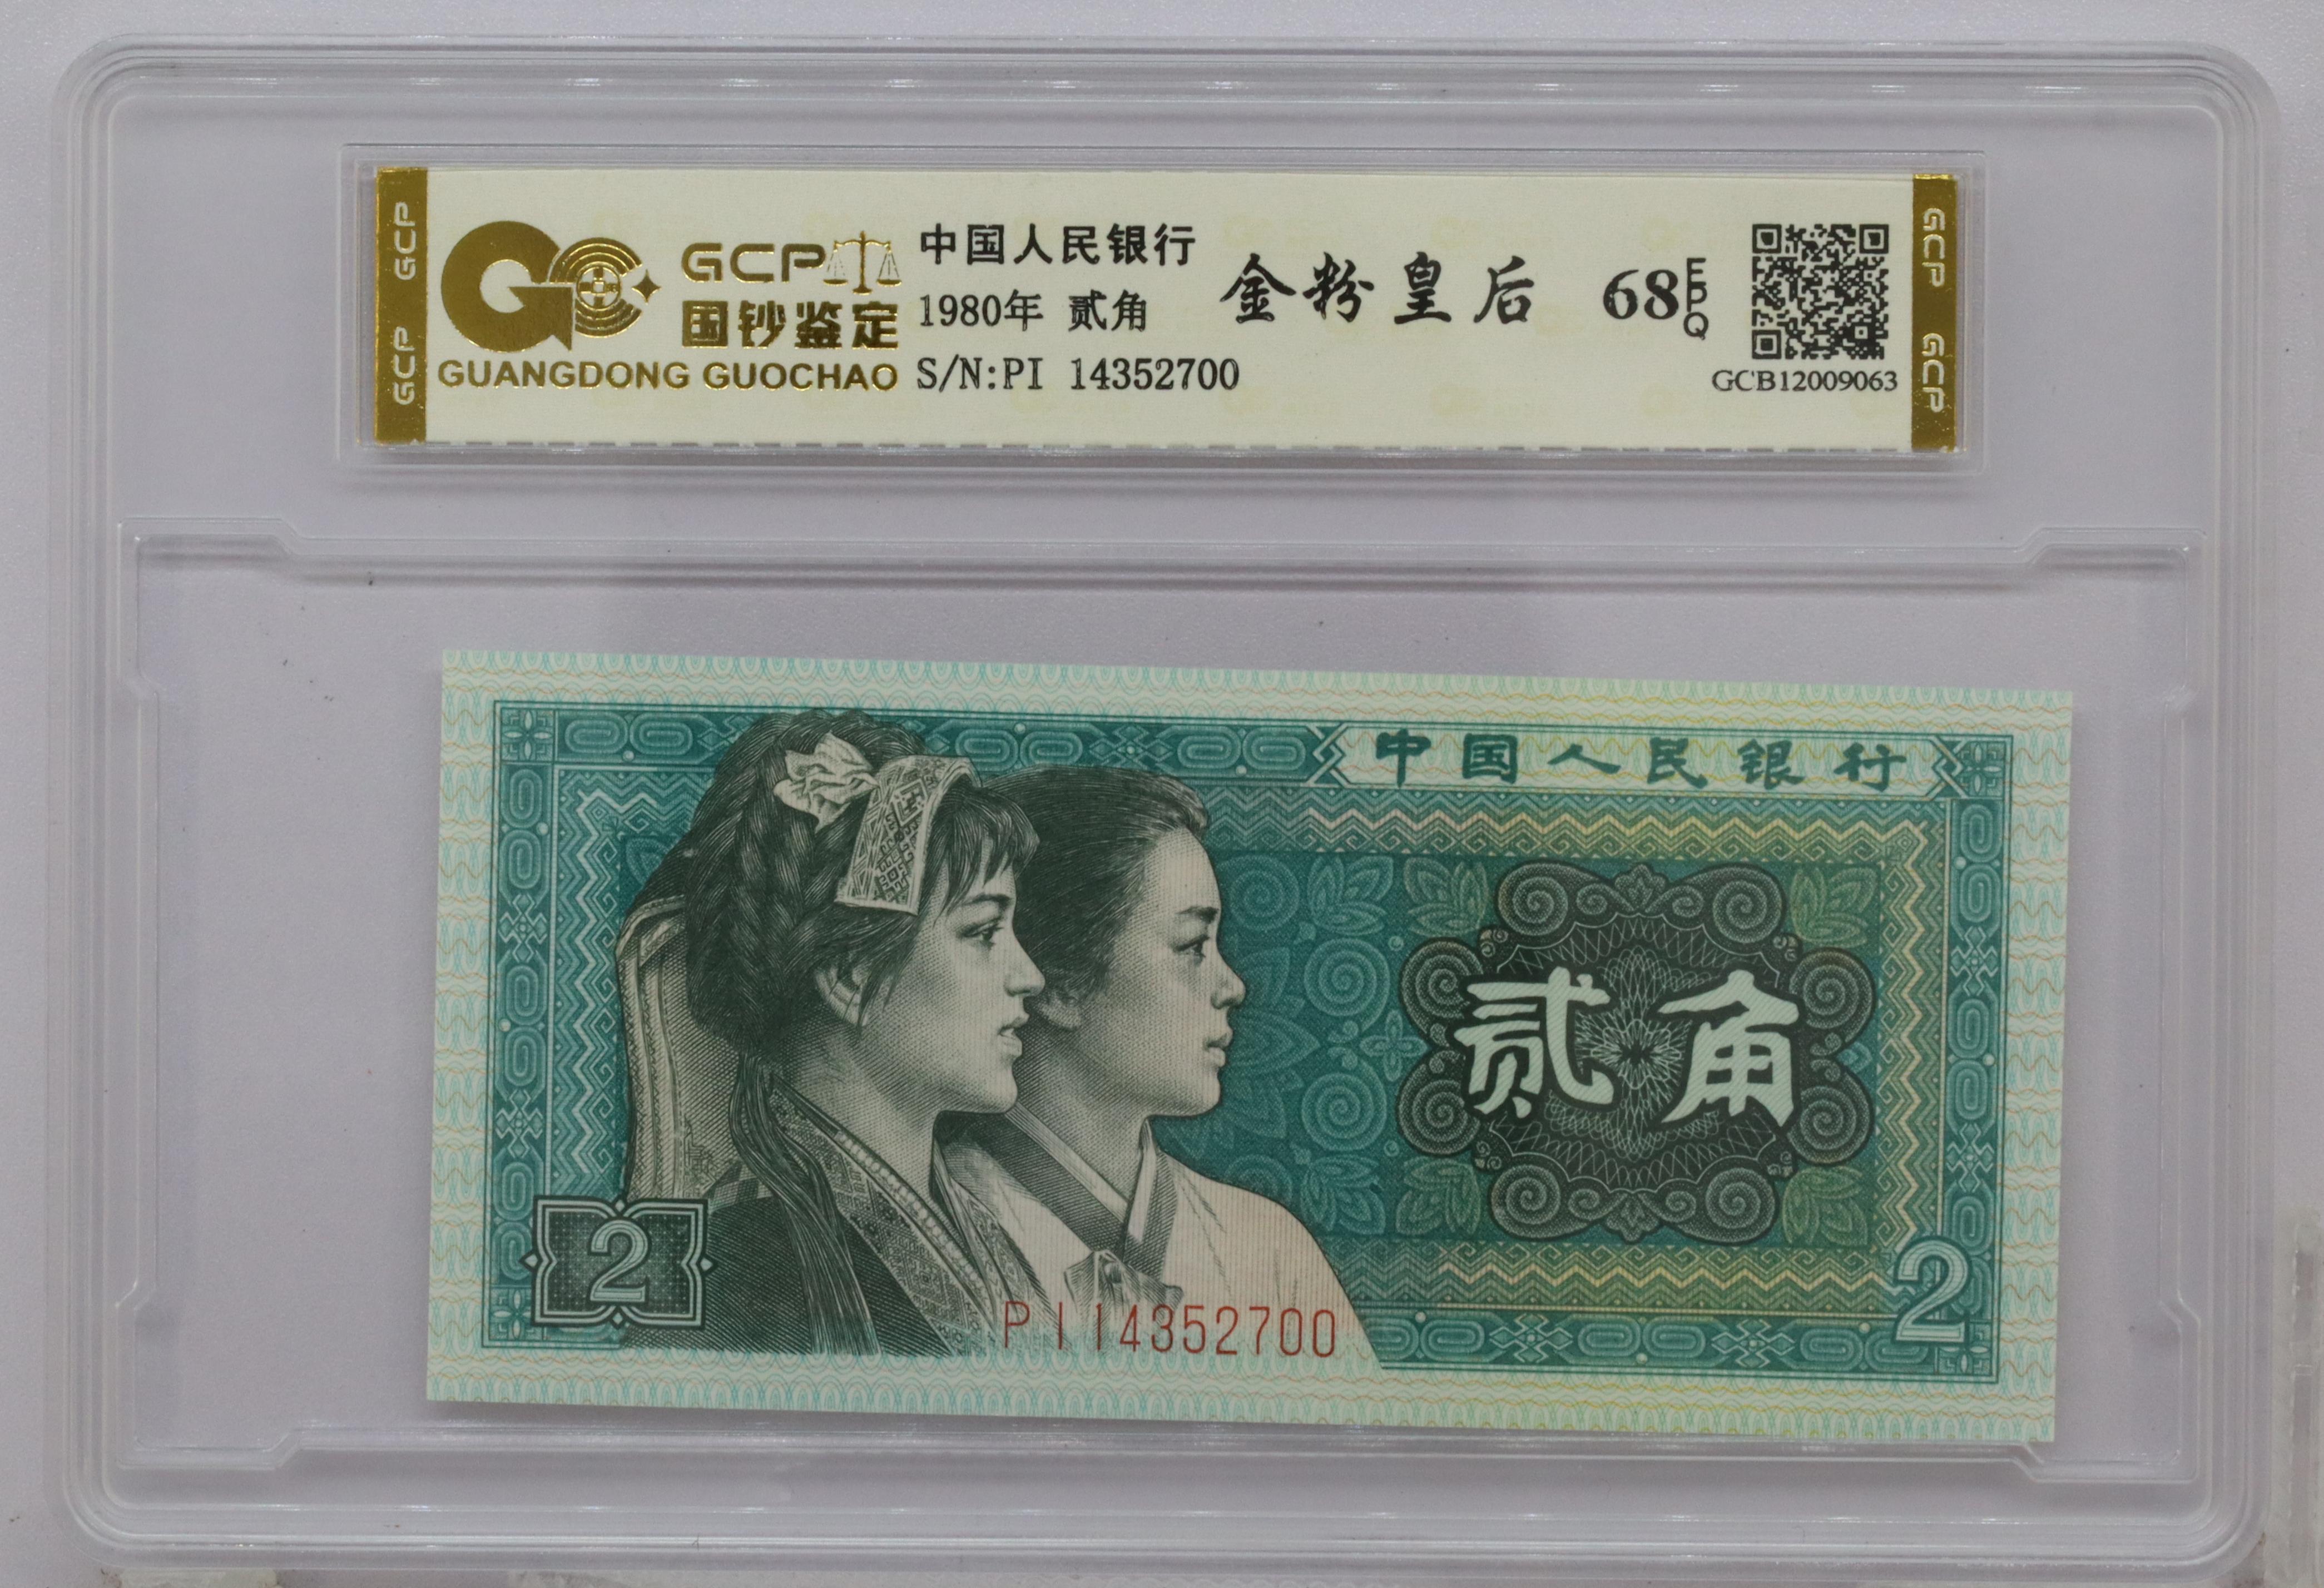 GCP GCP
GCP
国钞鉴定
GUANGDONG GUOCHAO
中国人民银行
1980年 贰角
S/N:PI 14352700
金粉皇后
68 EPQ
GCB12009063
GCP GCP
中国人民银行
贰角
2
2
PI14352700